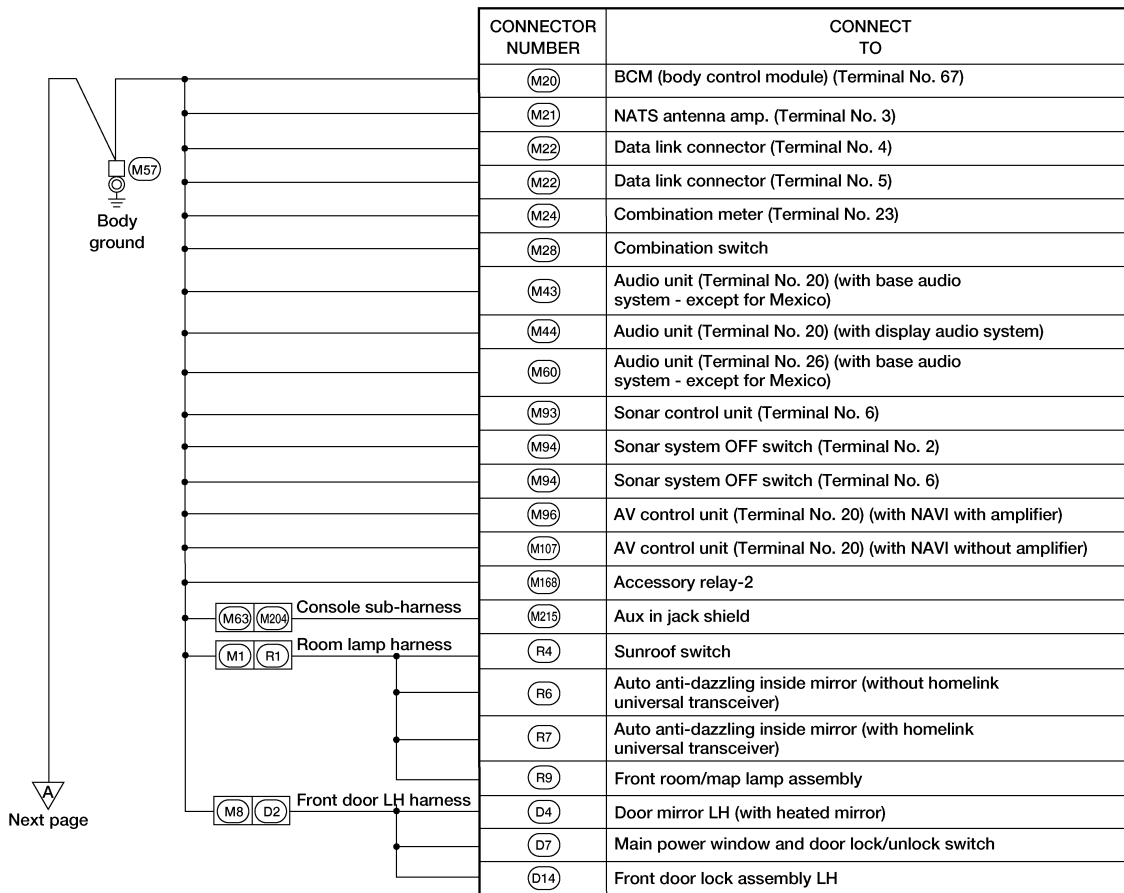 CONNECTOR
NUMBER
CONNECT
TO
M20 BCM (body control module) (Terminal No. 67)
M21 NATS antenna amp. (Terminal No. 3)
M22 Data link connector (Terminal No. 4)
M57
M22 Data link connector (Terminal No. 5)
M24 Combination meter (Terminal No. 23)
Body
ground
M28 Combination switch
M43 Audio unit (Terminal No. 20) (with base audio
system - except for Mexico)
M44 Audio unit (Terminal No. 20) (with display audio system)
M60 Audio unit (Terminal No. 26) (with base audio
system - except for Mexico)
M93 Sonar control unit (Terminal No. 6)
M94 Sonar system OFF switch (Terminal No. 2)
M94 Sonar system OFF switch (Terminal No. 6)
M96 AV control unit (Terminal No. 20) (with NAVI with amplifier)
M107 AV control unit (Terminal No. 20) (with NAVI without amplifier)
M168 Accessory relay-2
M63 M204 Console sub-harness M215 Aux in jack shield
M1 R1 Room lamp harness R4 Sunroof switch
R6 Auto anti-dazzling inside mirror (without homelink
universal transceiver)
R7 Auto anti-dazzling inside mirror (with homelink
universal transceiver)
R9 Front room/map lamp assembly
A
Next page
M8 D2 Front door LH harness D4 Door mirror LH (with heated mirror)
D7 Main power window and door lock/unlock switch
D14 Front door lock assembly LH